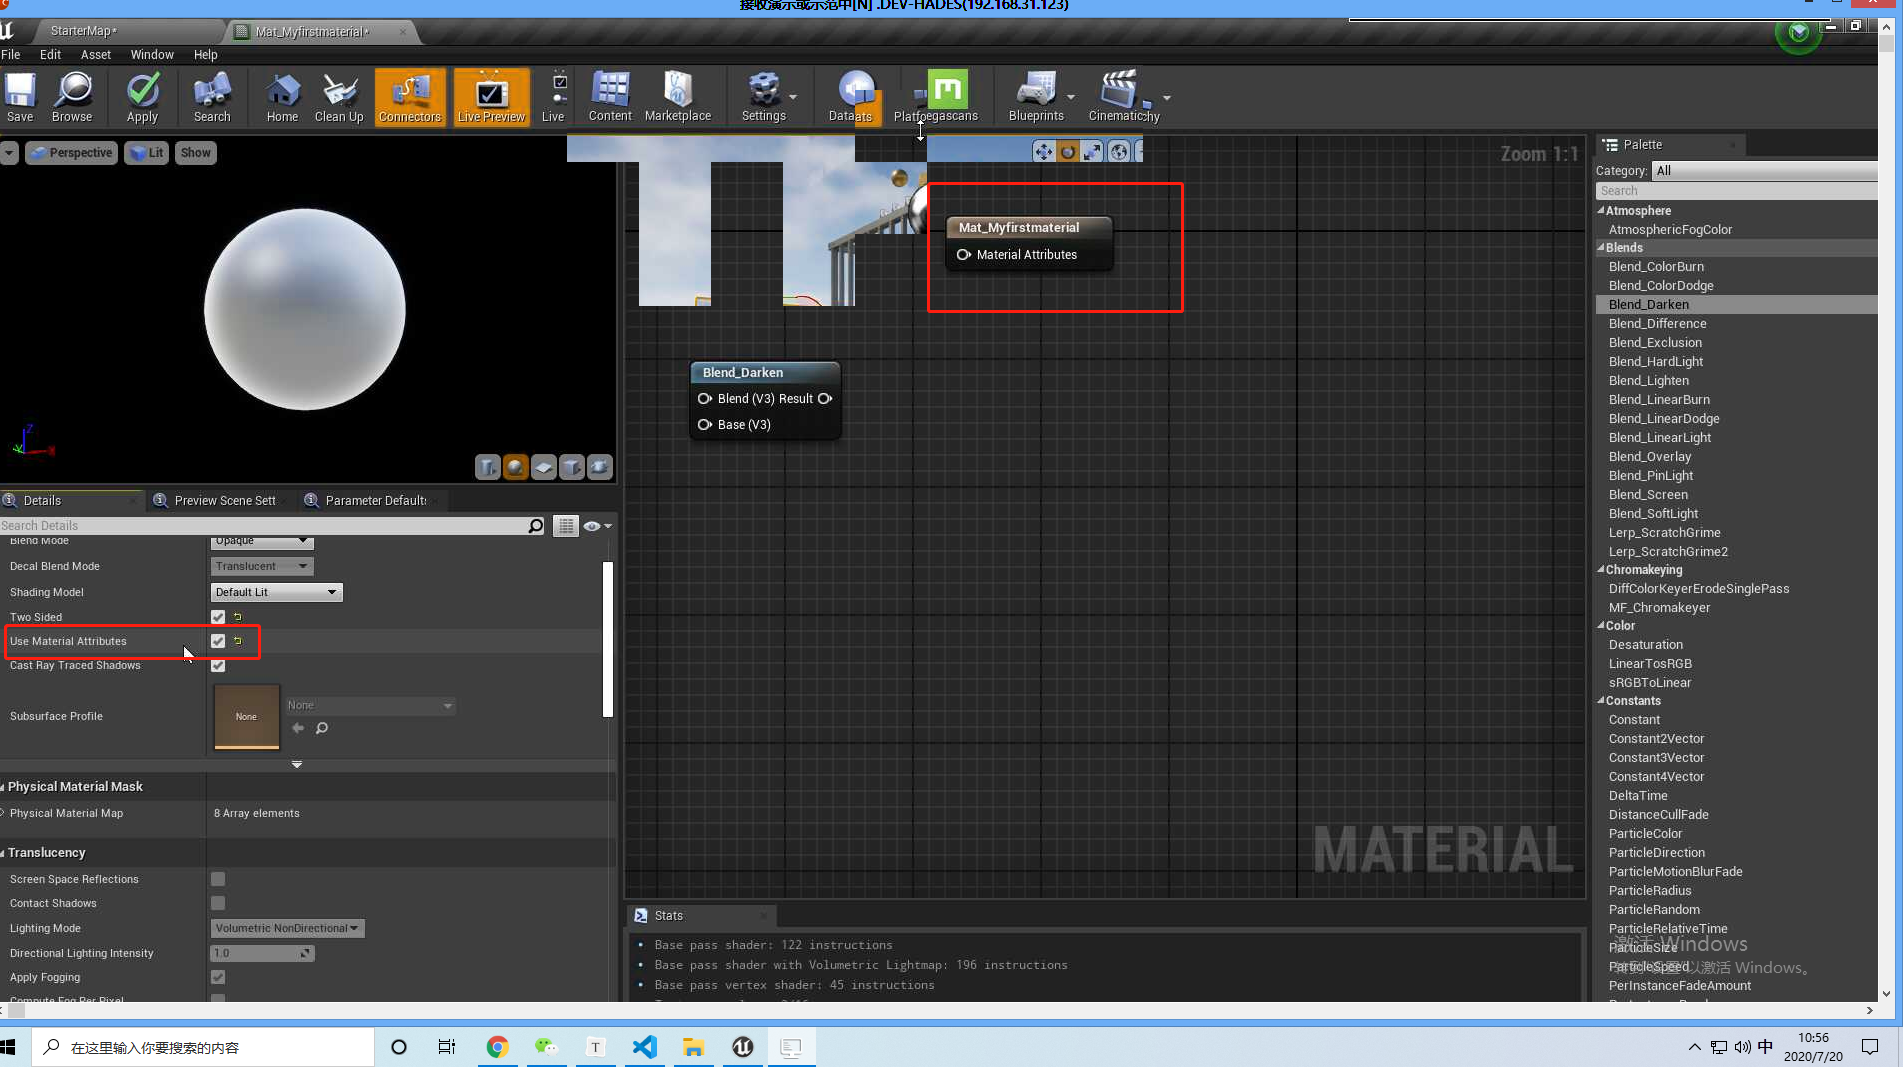 接收演示或示范中[N] .DEV-HADES(192.168.31.123)
StarterMap*
Mat_Myfirstmaterial*
File Edit Asset Window Help
Save Browse Apply Search Home Clean Up Connectors Live Preview Live Content Marketplace Settings Blueprints
Perspective Lit Show
Zoom 1:1
Mat_Myfirstmaterial
Material Attributes
Blend_Darken
Blend (V3) Result
Base (V3)
MATERIAL
Details
Preview Scene Sett
Parameter Defaults
Search Details
Blend Mode Opaque
Decal Blend Mode Translucent
Shading Model Default Lit
Two Sided
Use Material Attributes
Cast Ray Traced Shadows
Subsurface Profile None None
Physical Material Mask
Physical Material Map 8 Array elements
Translucency
Screen Space Reflections
Contact Shadows
Lighting Mode Volumetric NonDirectional
Directional Lighting Intensity 1.0
Apply Fogging
Compute Fog Per Pixel
Stats
Base pass shader: 122 instructions
Base pass shader with Volumetric Lightmap: 196 instructions
Base pass vertex shader: 45 instructions
Palette
Category: All
Search
Atmosphere
AtmosphericFogColor
Blends
Blend_ColorBurn
Blend_ColorDodge
Blend_Darken
Blend_Difference
Blend_Exclusion
Blend_HardLight
Blend_Lighten
Blend_LinearBurn
Blend_LinearDodge
Blend_LinearLight
Blend_Overlay
Blend_PinLight
Blend_Screen
Blend_SoftLight
Lerp_ScratchGrime
Lerp_ScratchGrime2
Chromakeying
DiffColorKeyerErodeSinglePass
MF_Chromakeyer
Color
Desaturation
LinearTosRGB
sRGBToLinear
Constants
Constant
Constant2Vector
Constant3Vector
Constant4Vector
DeltaTime
DistanceCullFade
ParticleColor
ParticleDirection
ParticleMotionBlurFade
ParticleRadius
ParticleRandom
ParticleRelativeTime
ParticleSize
ParticleSpeed
PerInstanceFadeAmount
激活 Windows
转到"设置"以激活 Windows。
在这里输入你要搜索的内容
中
10:56
2020/7/20